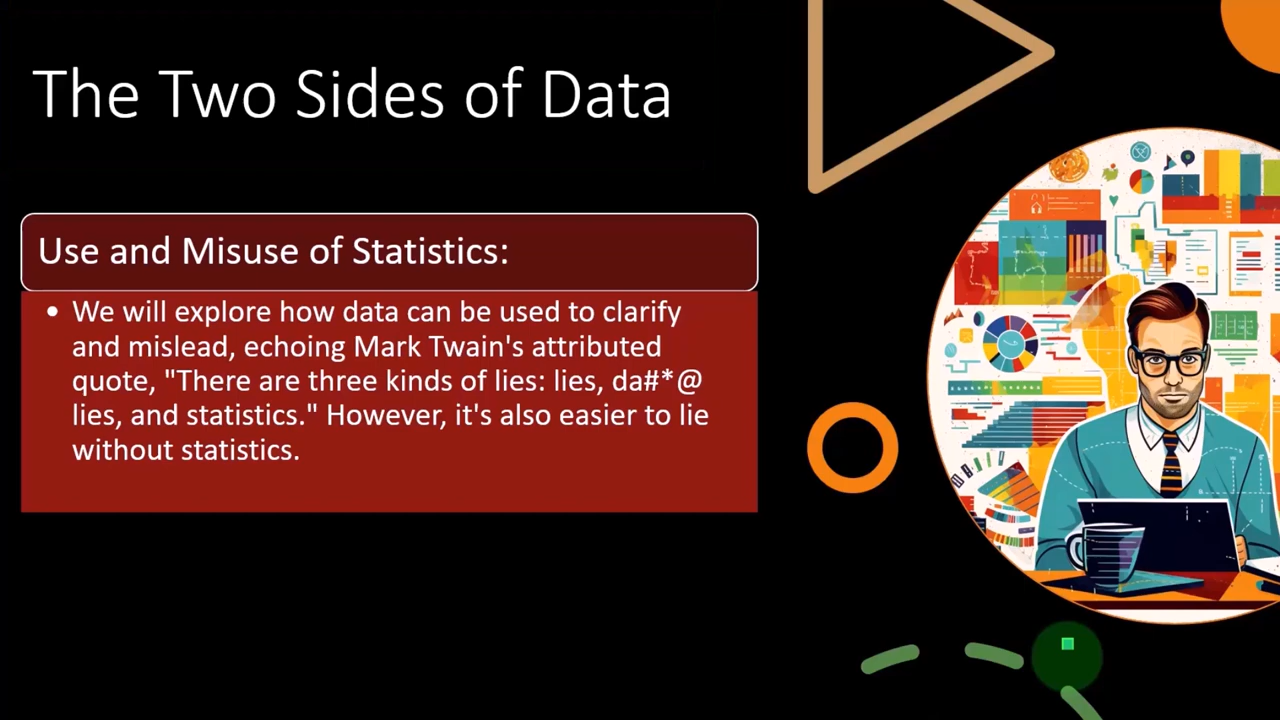 The Two Sides of Data
Use and Misuse of Statistics:
• We will explore how data can be used to clarify
and mislead, echoing Mark Twain's attributed
quote, "There are three kinds of lies: lies, da#*@
lies, and statistics." However, it's also easier to lie
without statistics.